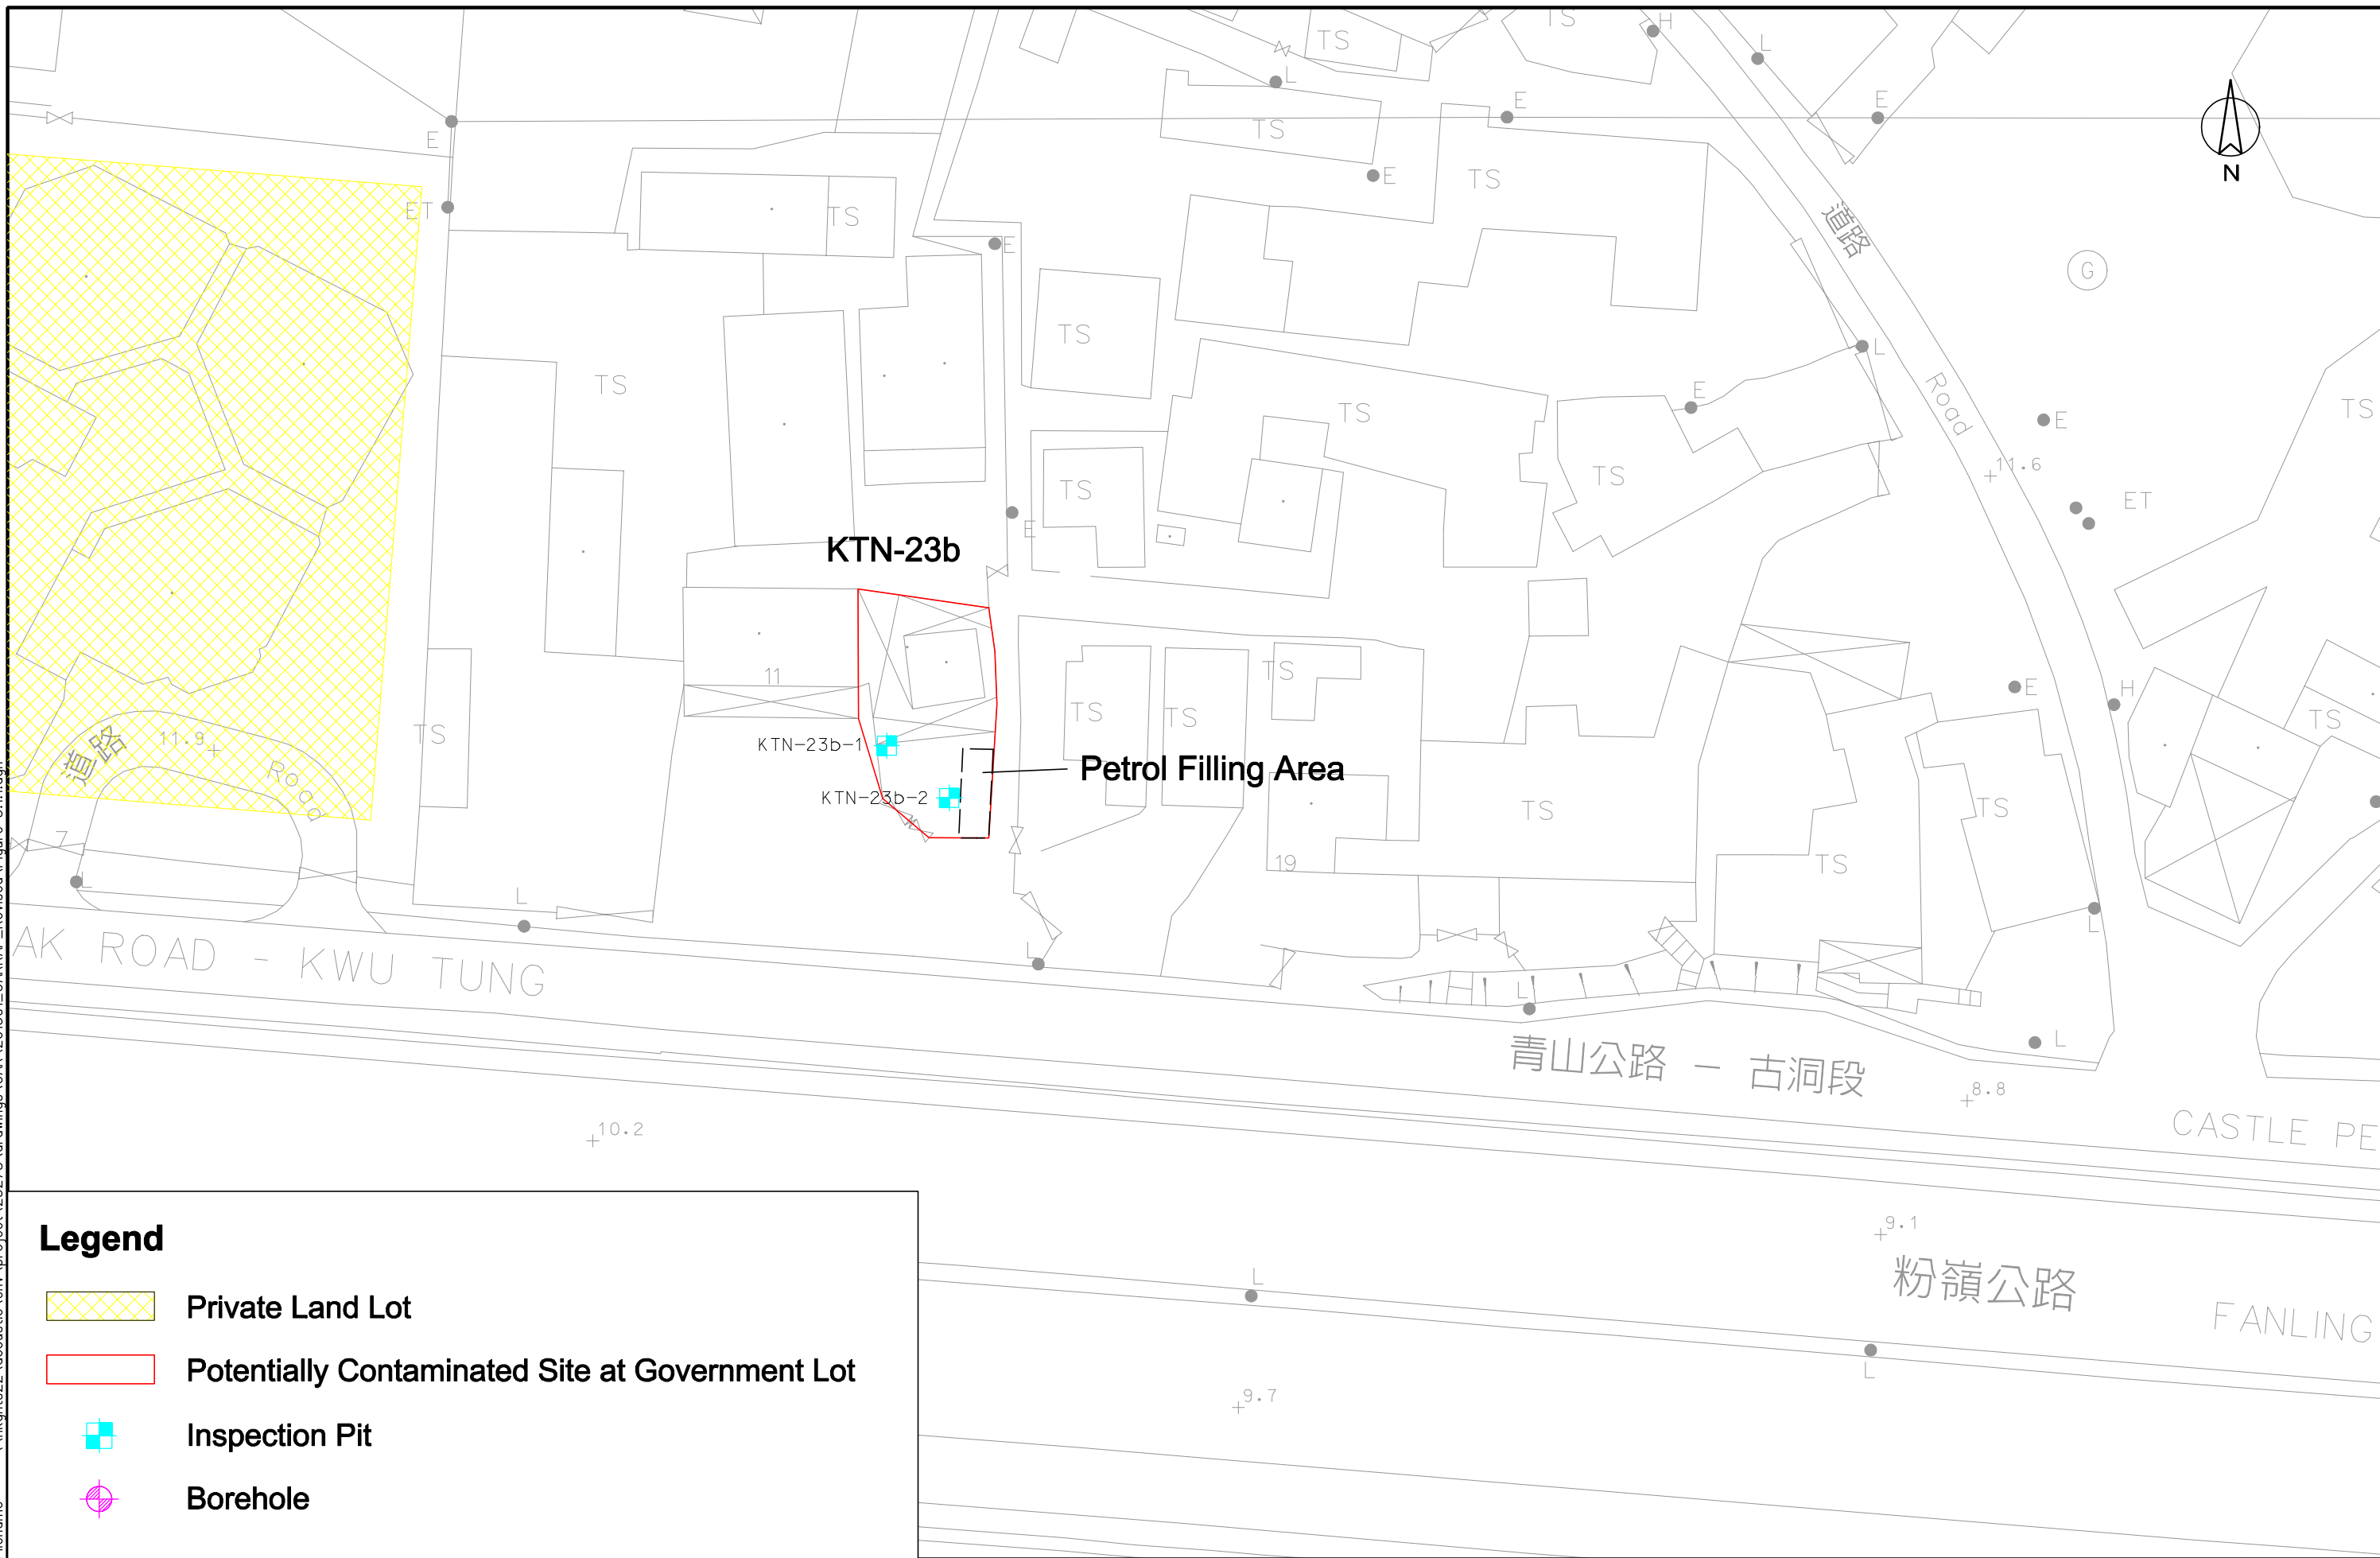 TS
H
L
TS
L
E
E
E
TS
E
N
E
TS
ET
TS
道路
E
G
TS
L
TS
TS
E
Road
TS
E
11.6
TS
TS
ET
E
KTN-23b
11
TS
E
H
TS
TS
TS
TS
道路
11.9
Road
KTN-23b-1
Petrol Filling Area
KTN-23b-2
TS
TS
7
19
TS
L
L
L
L
AK ROAD - KWU TUNG
L
青山公路 - 古洞段
L
8.8
10.2
CASTLE PE
9.1
粉嶺公路
FANLING
L
L
9.7
Legend
Private Land Lot
Potentially Contaminated Site at Government Lot
Inspection Pit
Borehole